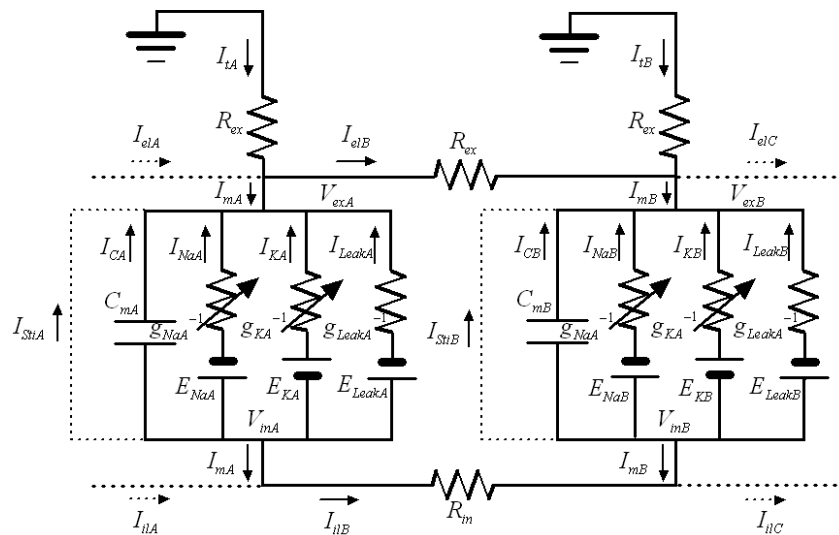 I_tA I_tB
R_ex R_ex
I_elA I_elB R_ex I_elC
I_mA V_exA I_mB V_exB
I_CA I_NaA I_KA I_LeakA I_CB I_NaB I_KB I_LeakB
C_mA C_mB
I_StiA g_NaA^-1 g_KA^-1 g_LeakA^-1 I_StiB g_NaA^-1 g_KA^-1 g_LeakA^-1
E_NaA E_KA E_LeakA E_NaB E_KB E_LeakB
V_inA V_inB
I_mA I_mB
I_ilA I_ilB R_in I_ilC